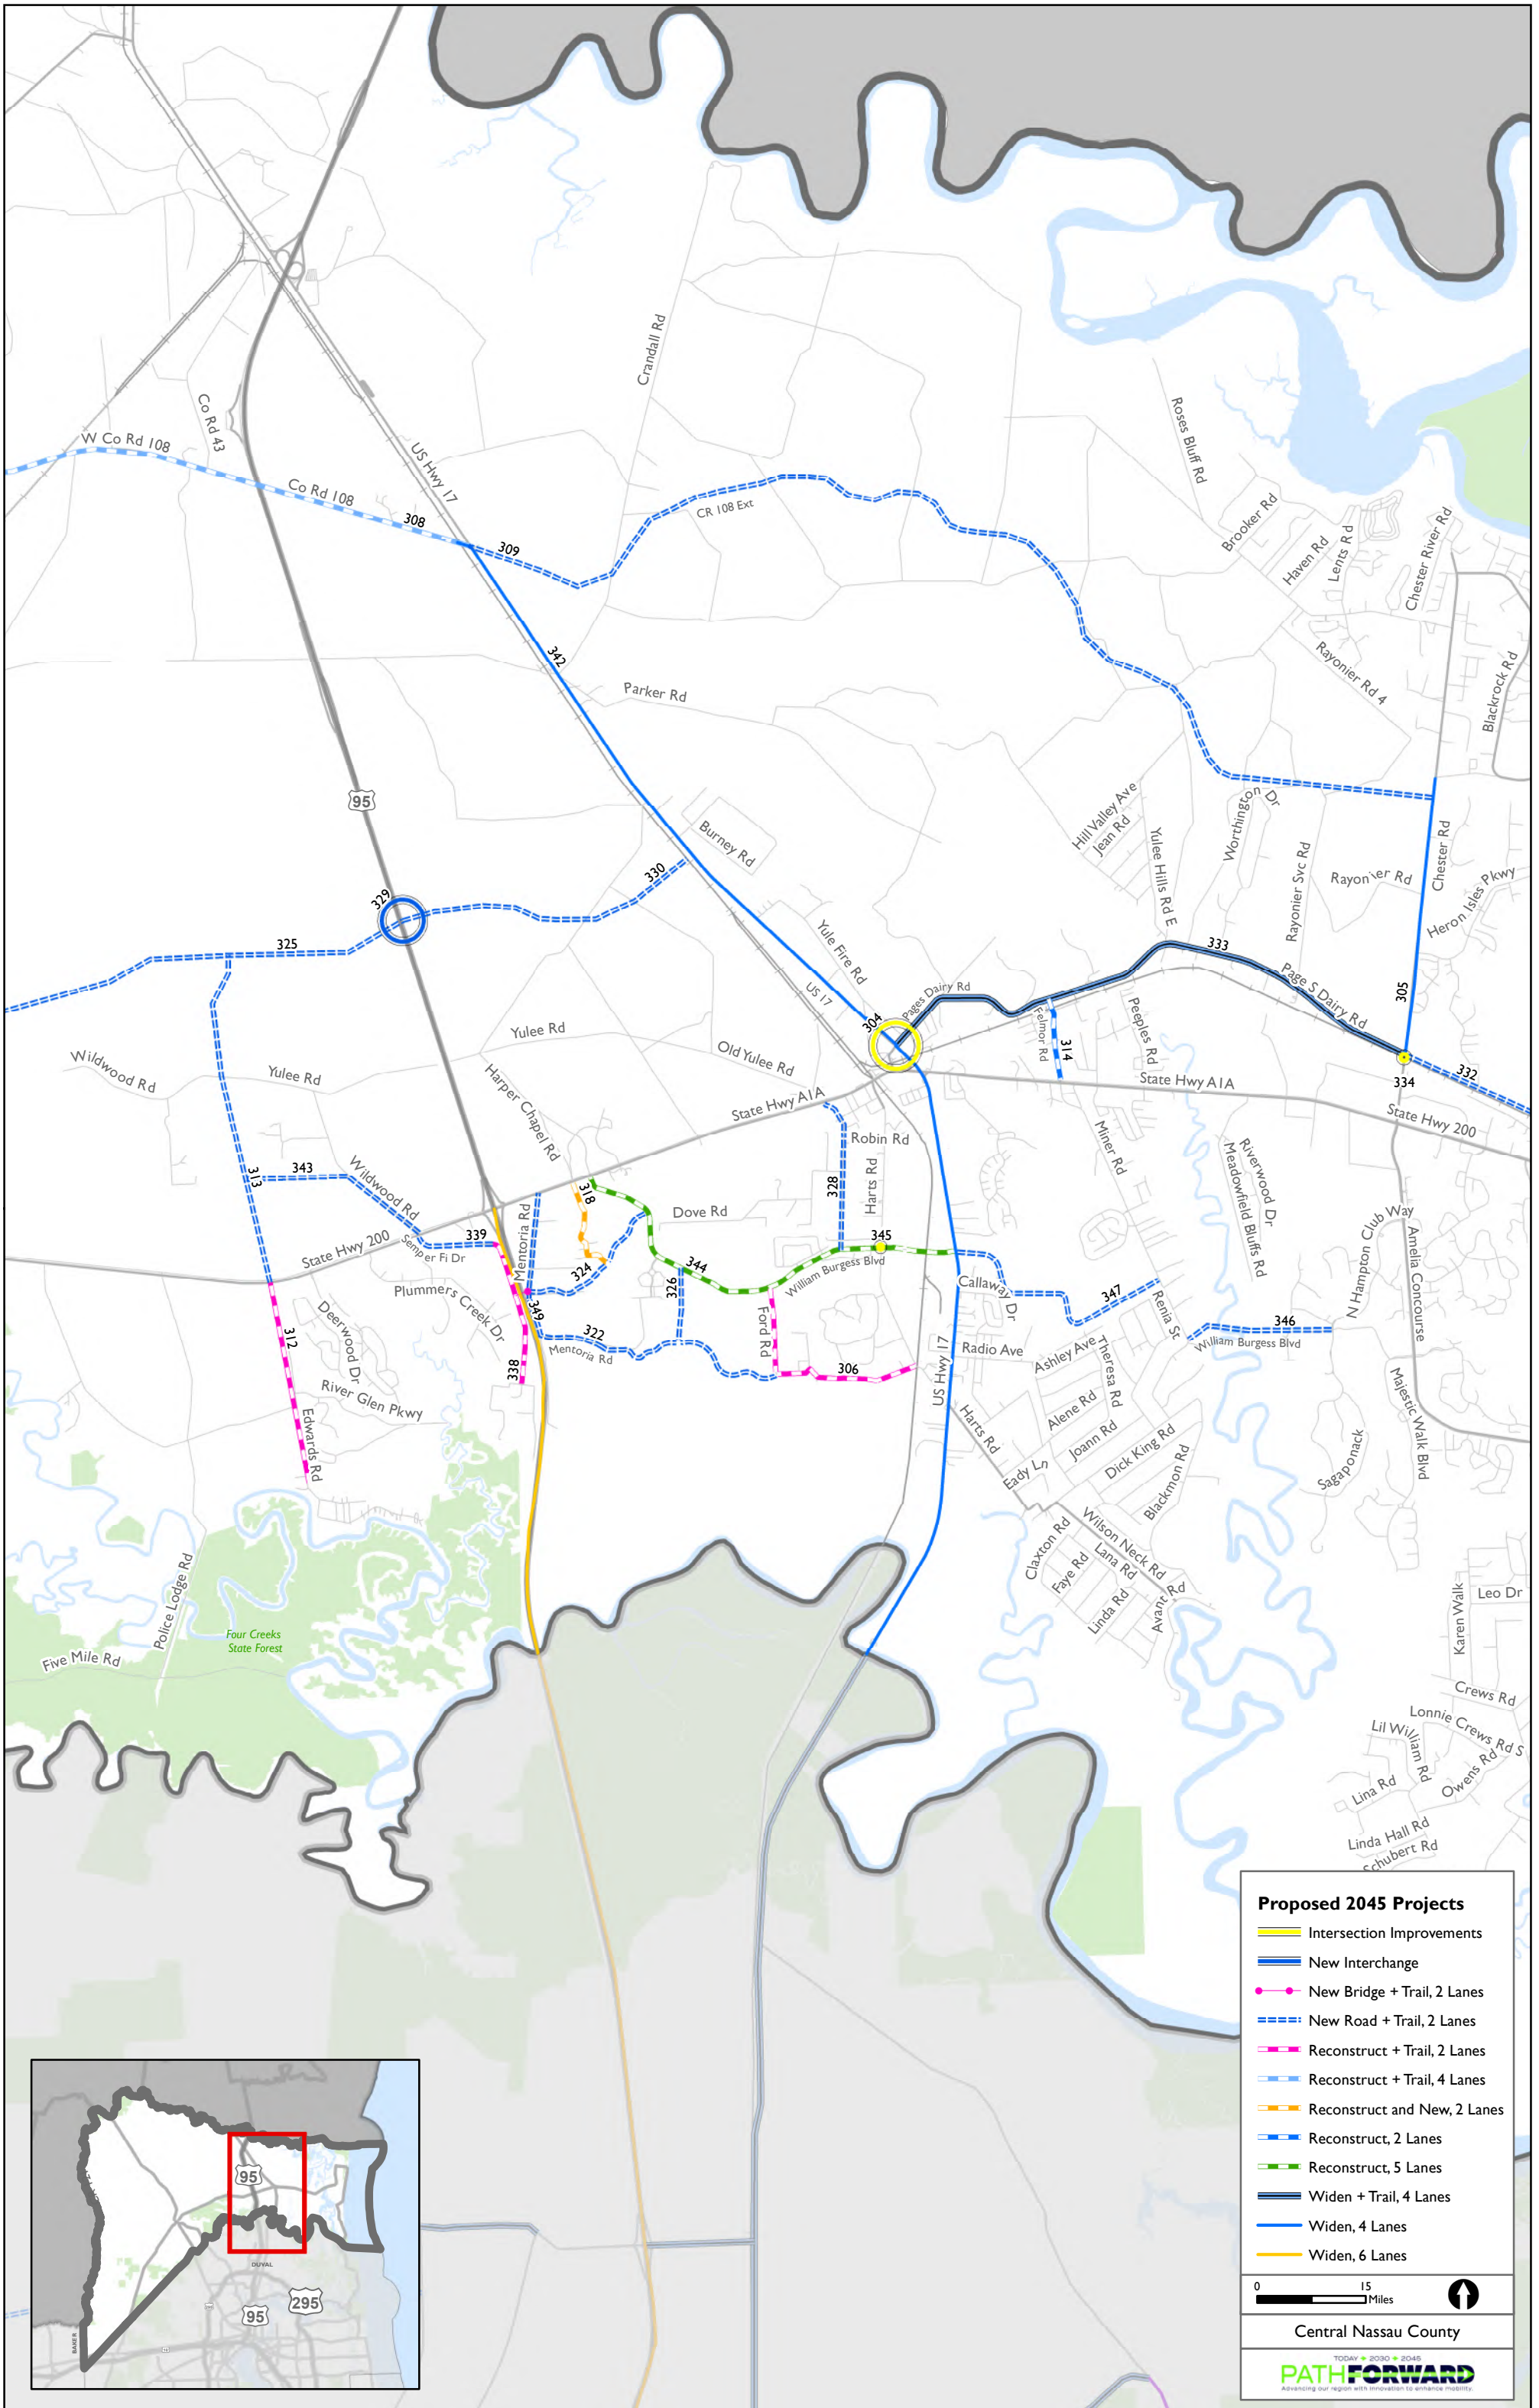 Crandall Rd
Co Rd 43
W Co Rd 108
Co Rd 108
308
US Hwy 17
309
CR 108 Ext
Roses Bluff Rd
Brooker Rd
Haven Rd
Lents Rd
Chester River Rd
Rayonier Rd 4
Blackrock Rd
342
Parker Rd
95
Burney Rd
Hill Valley Ave
Jean Rd
Yulee Hills Rd E
Worthington Dr
Rayonier Svc Rd
Rayonier Rd
Chester Rd
Heron Isles Pkwy
330
329
325
Yule Fire Rd
US 17
304
Pages Dairy Rd
333
Page S Dairy Rd
305
Felmor Rd
314
Peeples Rd
334
332
Wildwood Rd
Yulee Rd
Yulee Rd
Old Yulee Rd
Harper Chapel Rd
State Hwy A1A
State Hwy A1A
State Hwy 200
Robin Rd
Harts Rd
328
Miner Rd
Riverwood Dr
Meadowfield Bluffs Rd
N Hampton Club Way
Amelia Concourse
313
343
Wildwood Rd
339
State Hwy 200
Semper Fi Dr
Mentoria Rd
318
Dove Rd
345
344
William Burgess Blvd
324
326
Plummers Creek Dr
349
322
Mentoria Rd
Ford Rd
306
338
312
Deerwood Dr
River Glen Pkwy
Edwards Rd
Callaway Dr
347
Renia St
346
William Burgess Blvd
Radio Ave
US Hwy 17
Ashley Ave
Theresa Rd
Alene Rd
Joann Rd
Dick King Rd
Blackmon Rd
Harts Rd
Eady Ln
Majestic Walk Blvd
Sagaponack
Claxton Rd
Wilson Neck Rd
Lana Rd
Faye Rd
Linda Rd
Avant Rd
Police Lodge Rd
Four Creeks
State Forest
Five Mile Rd
Karen Walk
Leo Dr
Crews Rd
Lonnie Crews Rd S
Lil William Rd
Owens Rd
Lina Rd
Linda Hall Rd
Schubert Rd
Proposed 2045 Projects
Intersection Improvements
New Interchange
New Bridge + Trail, 2 Lanes
New Road + Trail, 2 Lanes
Reconstruct + Trail, 2 Lanes
Reconstruct + Trail, 4 Lanes
Reconstruct and New, 2 Lanes
Reconstruct, 2 Lanes
Reconstruct, 5 Lanes
Widen + Trail, 4 Lanes
Widen, 4 Lanes
Widen, 6 Lanes
0 15
Miles
Central Nassau County
TODAY + 2030 + 2045
PATH FORWARD
Advancing our region with innovation to enhance mobility.
95
DUVAL
295
95
BAKER